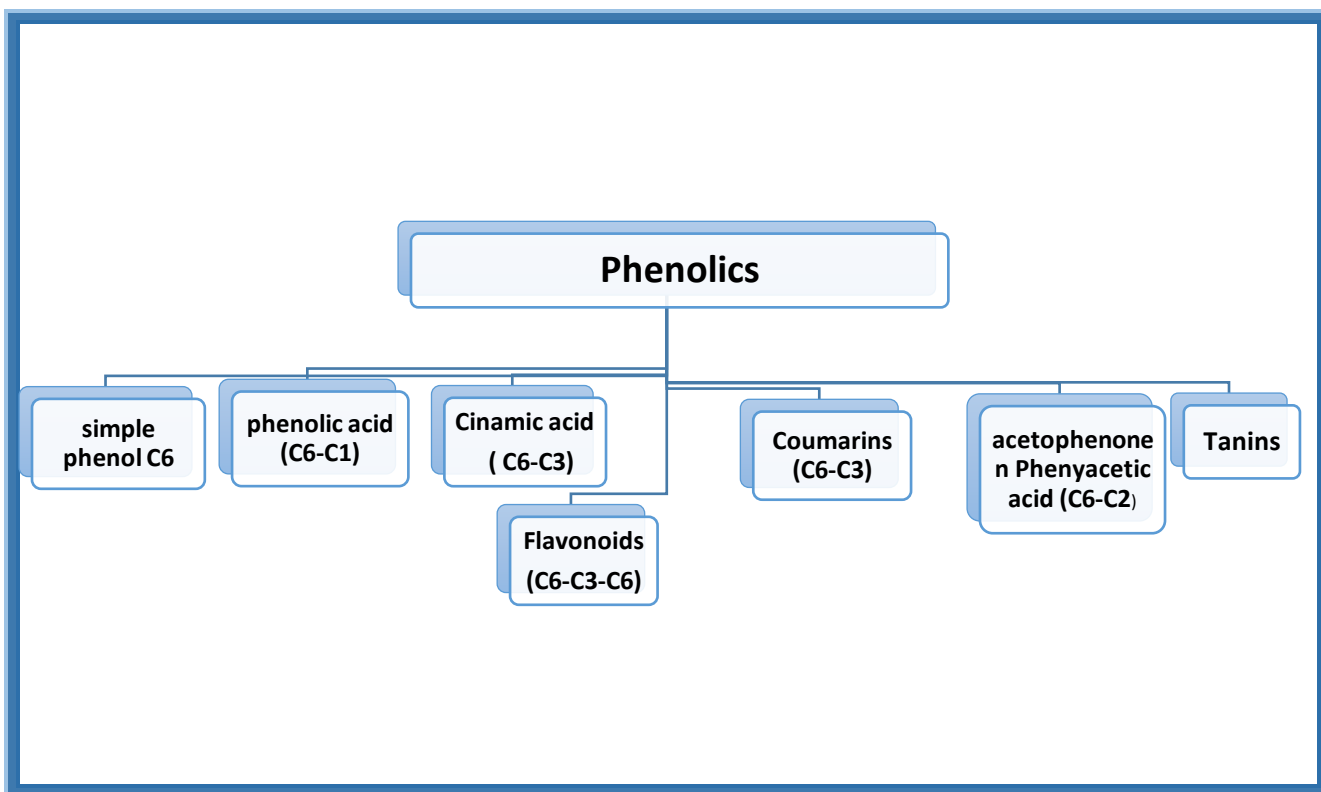 Phenolics
simple
phenol C6
phenolic acid
(C6-C1)
Cinamic acid
( C6-C3)
Flavonoids
(C6-C3-C6)
Coumarins
(C6-C3)
acetophenone
n Phenyacetic
acid (C6-C2)
Tanins